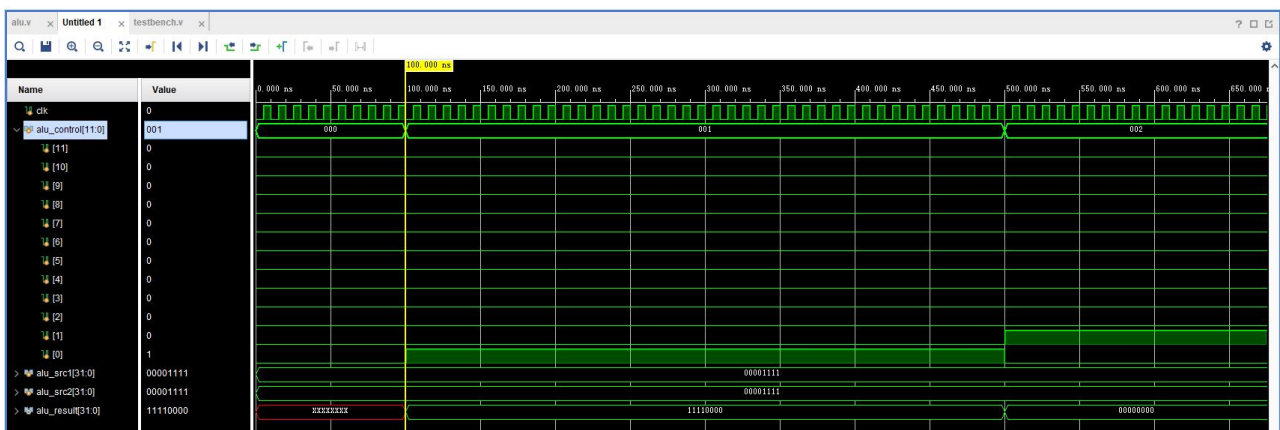 alu.v × Untitled 1 × testbench.v ×
100.000 ns
Name Value 0.000 ns 50.000 ns 100.000 ns 150.000 ns 200.000 ns 250.000 ns 300.000 ns 350.000 ns 400.000 ns 450.000 ns 500.000 ns 550.000 ns 600.000 ns 650.000
clk 0
alu_control[11:0] 001 000 001 002
[11] 0
[10] 0
[9] 0
[8] 0
[7] 0
[6] 0
[5] 0
[4] 0
[3] 0
[2] 0
[1] 0
[0] 1
alu_src1[31:0] 00001111 00001111
alu_src2[31:0] 00001111 00001111
alu_result[31:0] 11110000 XXXXXXXX 11110000 00000000